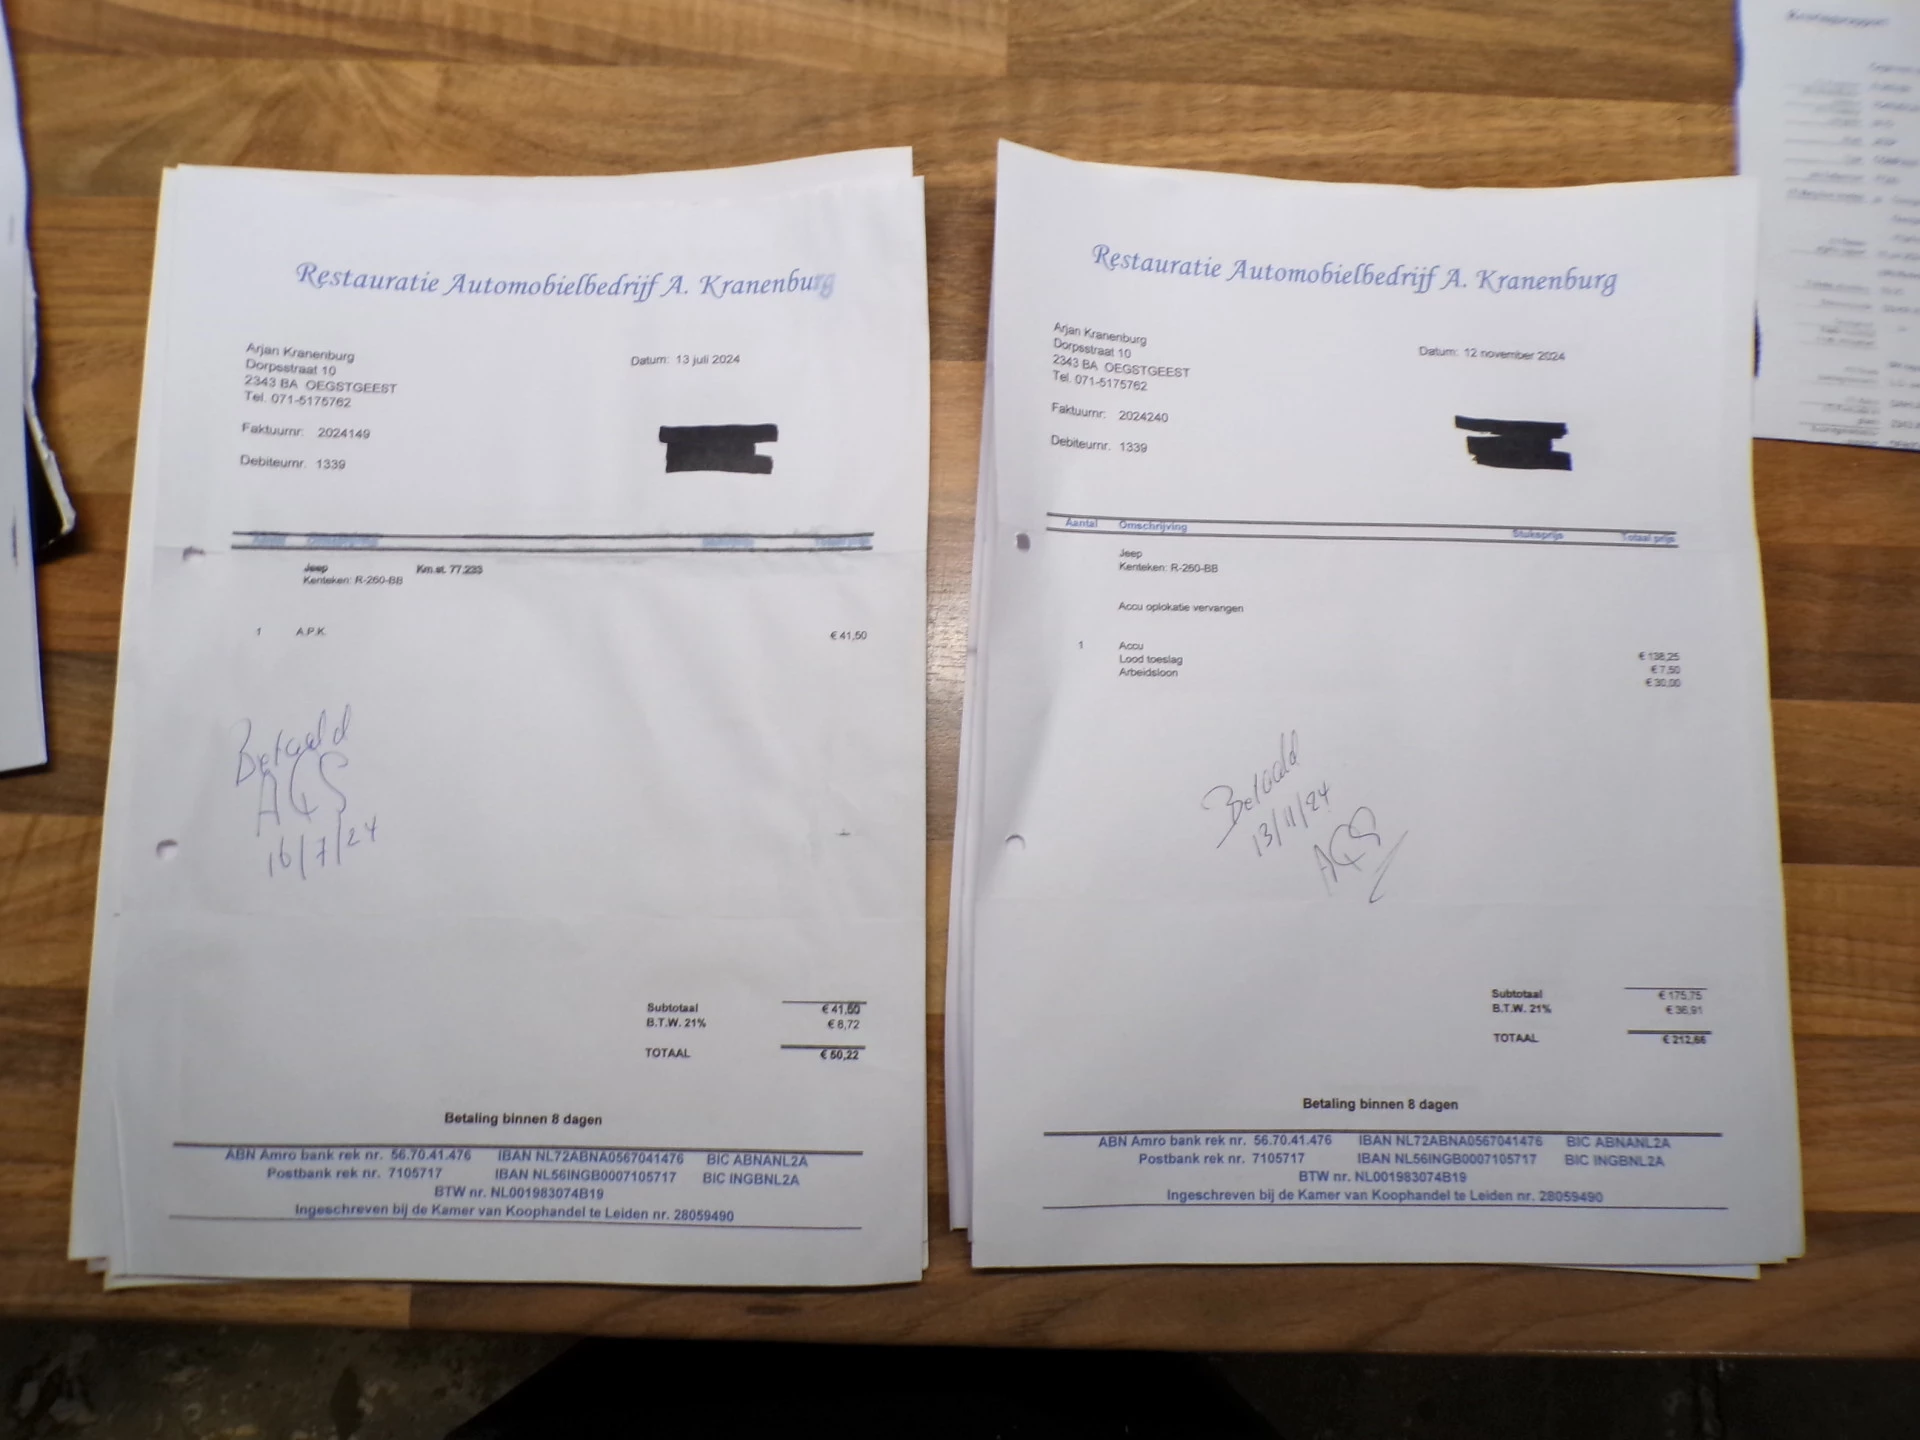 Restauratie Automobielbedrijf A. Kranenburg
Arjan Kranenburg
Dorpsstraat 10
2343 BA OEGSTGEEST
Tel. 071-5175762
Datum: 13 juli 2024
Faktuurnr: 2024149
Debiteurnr. 1339
Jeep Km.st. 77.233
Kenteken: R-260-BB
1 A.P.K. € 41,50
Betaald
AGS
16/7/24
Subtotaal € 41,50
B.T.W. 21% € 8,72
TOTAAL € 50,22
Betaling binnen 8 dagen
ABN Amro bank rek nr. 56.70.41.476 IBAN NL72ABNA0567041476 BIC ABNANL2A
Postbank rek nr. 7105717 IBAN NL56INGB0007105717 BIC INGBNL2A
BTW nr. NL001983074B19
Ingeschreven bij de Kamer van Koophandel te Leiden nr. 28059490
Restauratie Automobielbedrijf A. Kranenburg
Arjan Kranenburg
Dorpsstraat 10
2343 BA OEGSTGEEST
Tel. 071-5175762
Datum: 12 november 2024
Faktuurnr: 2024240
Debiteurnr. 1339
Aantal Omschrijving Stuksprijs Totaal prijs
Jeep
Kenteken: R-260-BB
Accu oplokatie vervangen
1 Accu € 138,25
Lood toeslag € 7,50
Arbeidsloon € 30,00
Betaald
13/11/24
AGS
Subtotaal € 175,75
B.T.W. 21% € 36,91
TOTAAL € 212,66
Betaling binnen 8 dagen
ABN Amro bank rek nr. 56.70.41.476 IBAN NL72ABNA0567041476 BIC ABNANL2A
Postbank rek nr. 7105717 IBAN NL56INGB0007105717 BIC INGBNL2A
BTW nr. NL001983074B19
Ingeschreven bij de Kamer van Koophandel te Leiden nr. 28059490